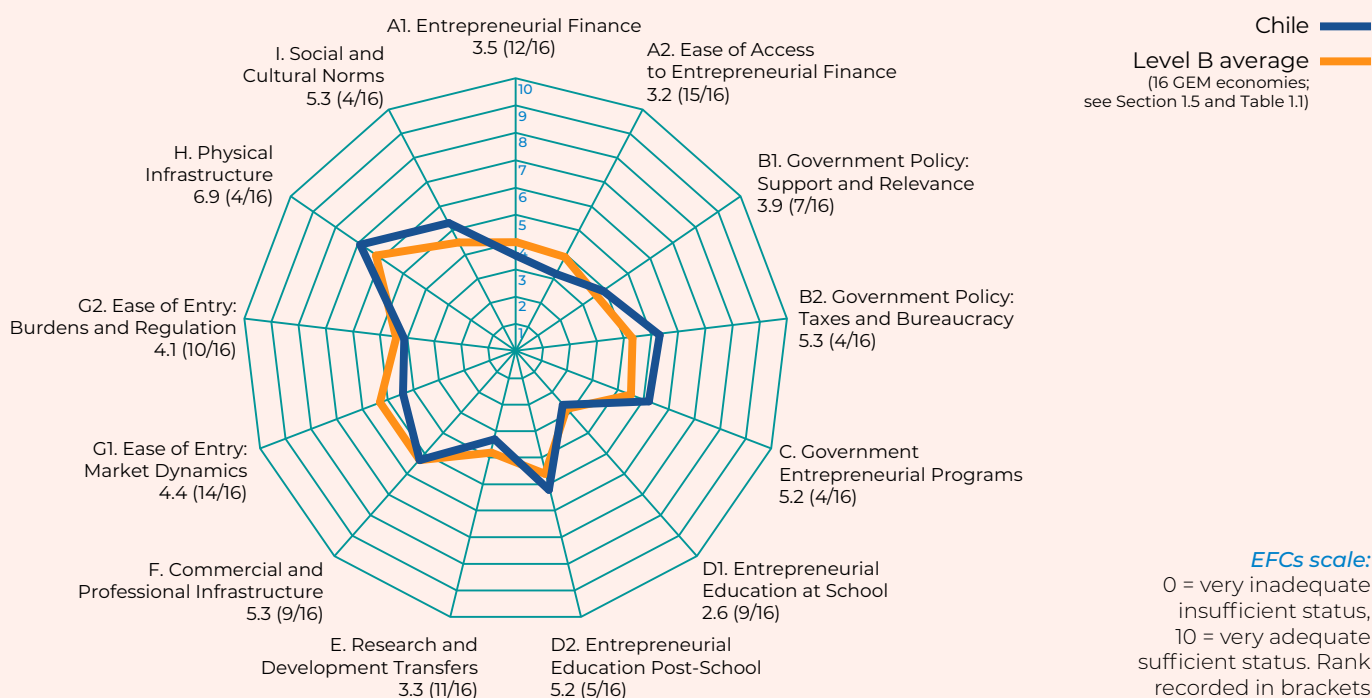 A1. Entrepreneurial Finance
3.5 (12/16)
A2. Ease of Access
to Entrepreneurial Finance
3.2 (15/16)
B1. Government Policy:
Support and Relevance
3.9 (7/16)
B2. Government Policy:
Taxes and Bureaucracy
5.3 (4/16)
C. Government
Entrepreneurial Programs
5.2 (4/16)
D1. Entrepreneurial
Education at School
2.6 (9/16)
D2. Entrepreneurial
Education Post-School
5.2 (5/16)
E. Research and
Development Transfers
3.3 (11/16)
F. Commercial and
Professional Infrastructure
5.3 (9/16)
G1. Ease of Entry:
Market Dynamics
4.4 (14/16)
G2. Ease of Entry:
Burdens and Regulation
4.1 (10/16)
H. Physical
Infrastructure
6.9 (4/16)
I. Social and
Cultural Norms
5.3 (4/16)
10
9
8
7
6
5
4
3
2
1
Chile
Level B average
(16 GEM economies;
see Section 1.5 and Table 1.1)
EFCs scale:
0 = very inadequate
insufficient status,
10 = very adequate
sufficient status. Rank
recorded in brackets